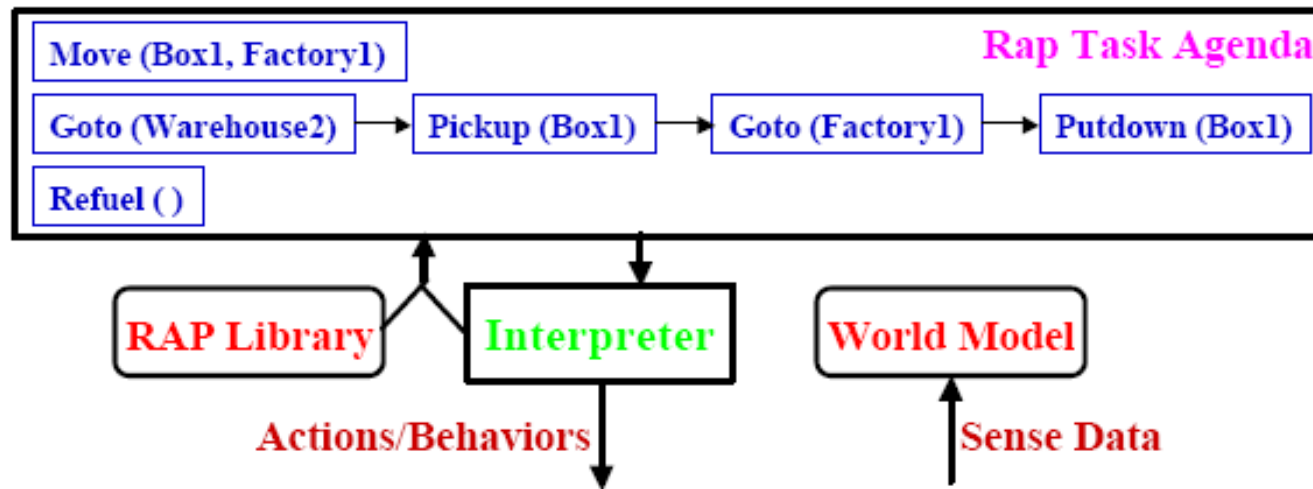 Move (Box1, Factory1)
Rap Task Agenda
Goto (Warehouse2)
Pickup (Box1)
Goto (Factory1)
Putdown (Box1)
Refuel ( )
RAP Library
Interpreter
World Model
Actions/Behaviors
Sense Data